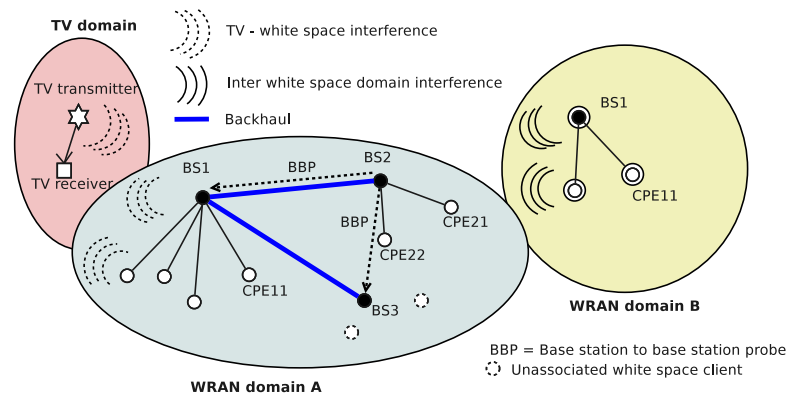 TV domain
TV - white space interference
Inter white space domain interference
Backhaul
TV transmitter
TV receiver
BS1
BBP
BS2
BBP
CPE21
CPE22
CPE11
BS3
WRAN domain A
BS1
CPE11
WRAN domain B
BBP = Base station to base station probe
Unassociated white space client